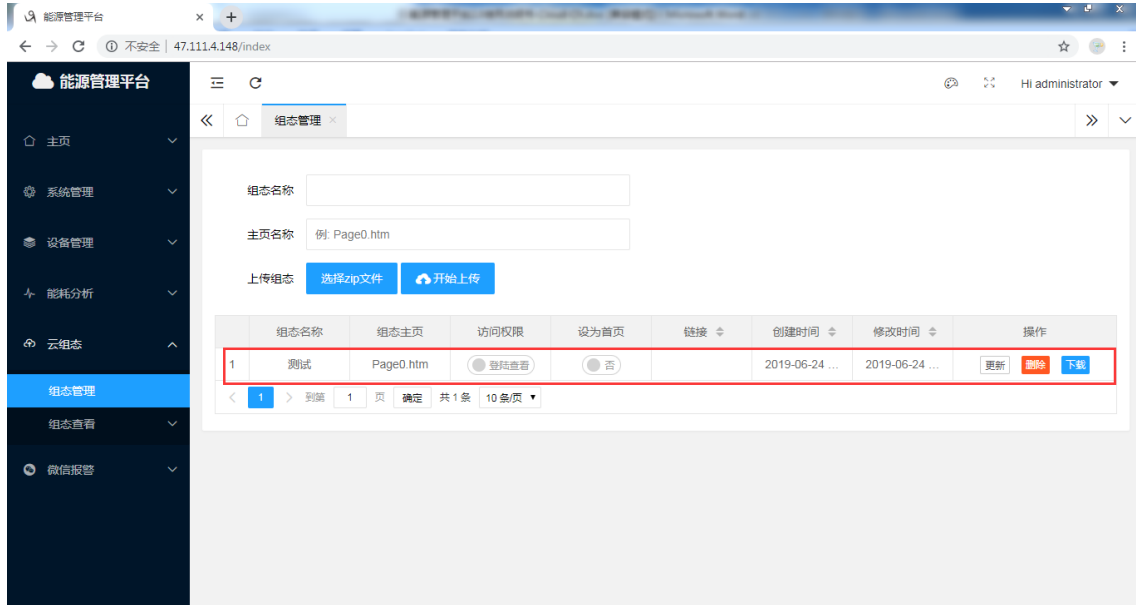 能源管理平台
不安全 | 47.111.4.148/index
能源管理平台
Hi administrator
组态管理
主页
系统管理
设备管理
能耗分析
云组态
组态管理
组态查看
微信报警
组态名称
主页名称 例: Page0.htm
上传组态 选择zip文件 开始上传
组态名称 组态主页 访问权限 设为首页 链接 创建时间 修改时间 操作
1 测试 Page0.htm 登陆查看 否 2019-06-24 ... 2019-06-24 ... 更新 删除 下载
1 到第 1 页 确定 共 1 条 10 条/页